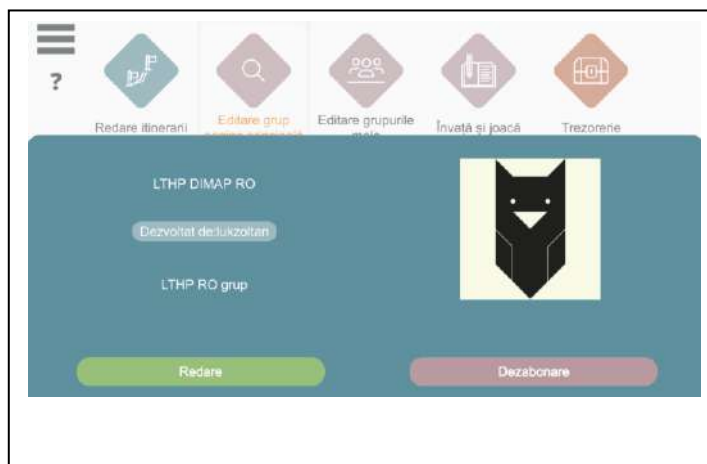 ?
Redare itinerarii
Editare grup
Editare grupurile
mele
Învață și joacă
Trezorerie
LTHP DIMAP RO
Dezvoltat de:lukzoltan
LTHP RO grup
Redare
Dezabonare